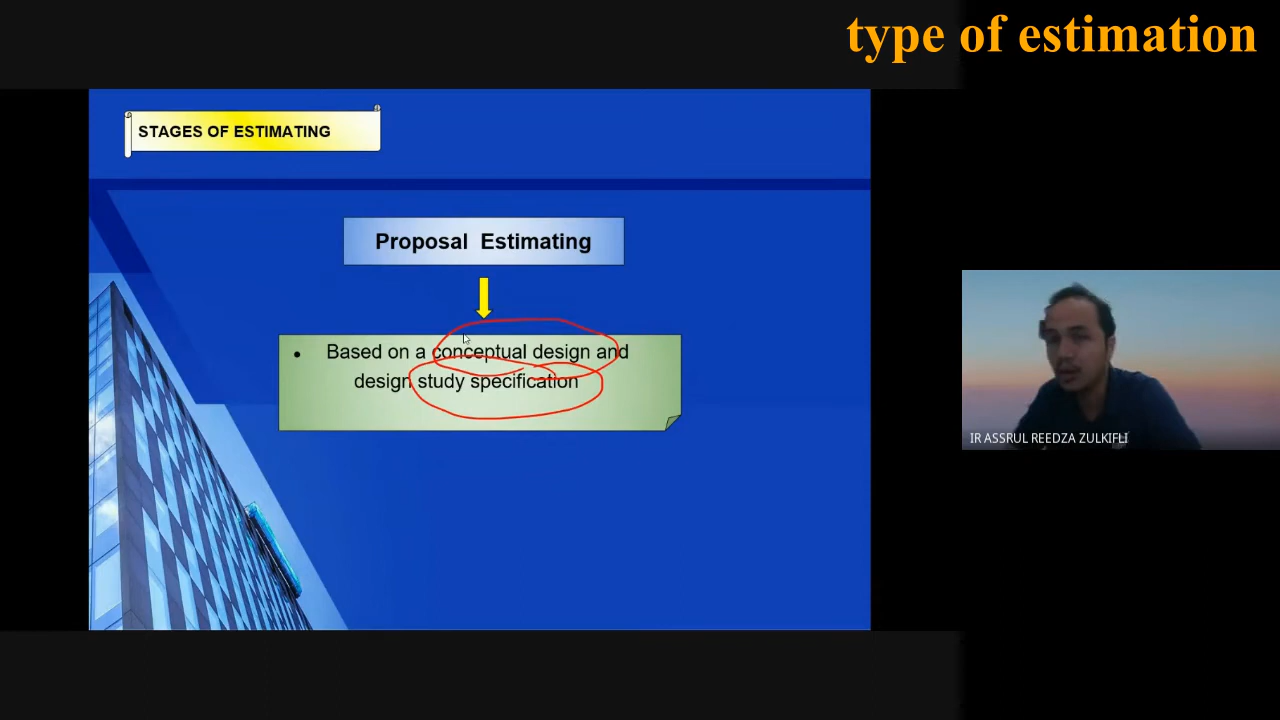 type of estimation
STAGES OF ESTIMATING
Proposal Estimating
• Based on a conceptual design and
design study specification
IR ASSRUL REEDZA ZULKIFLI